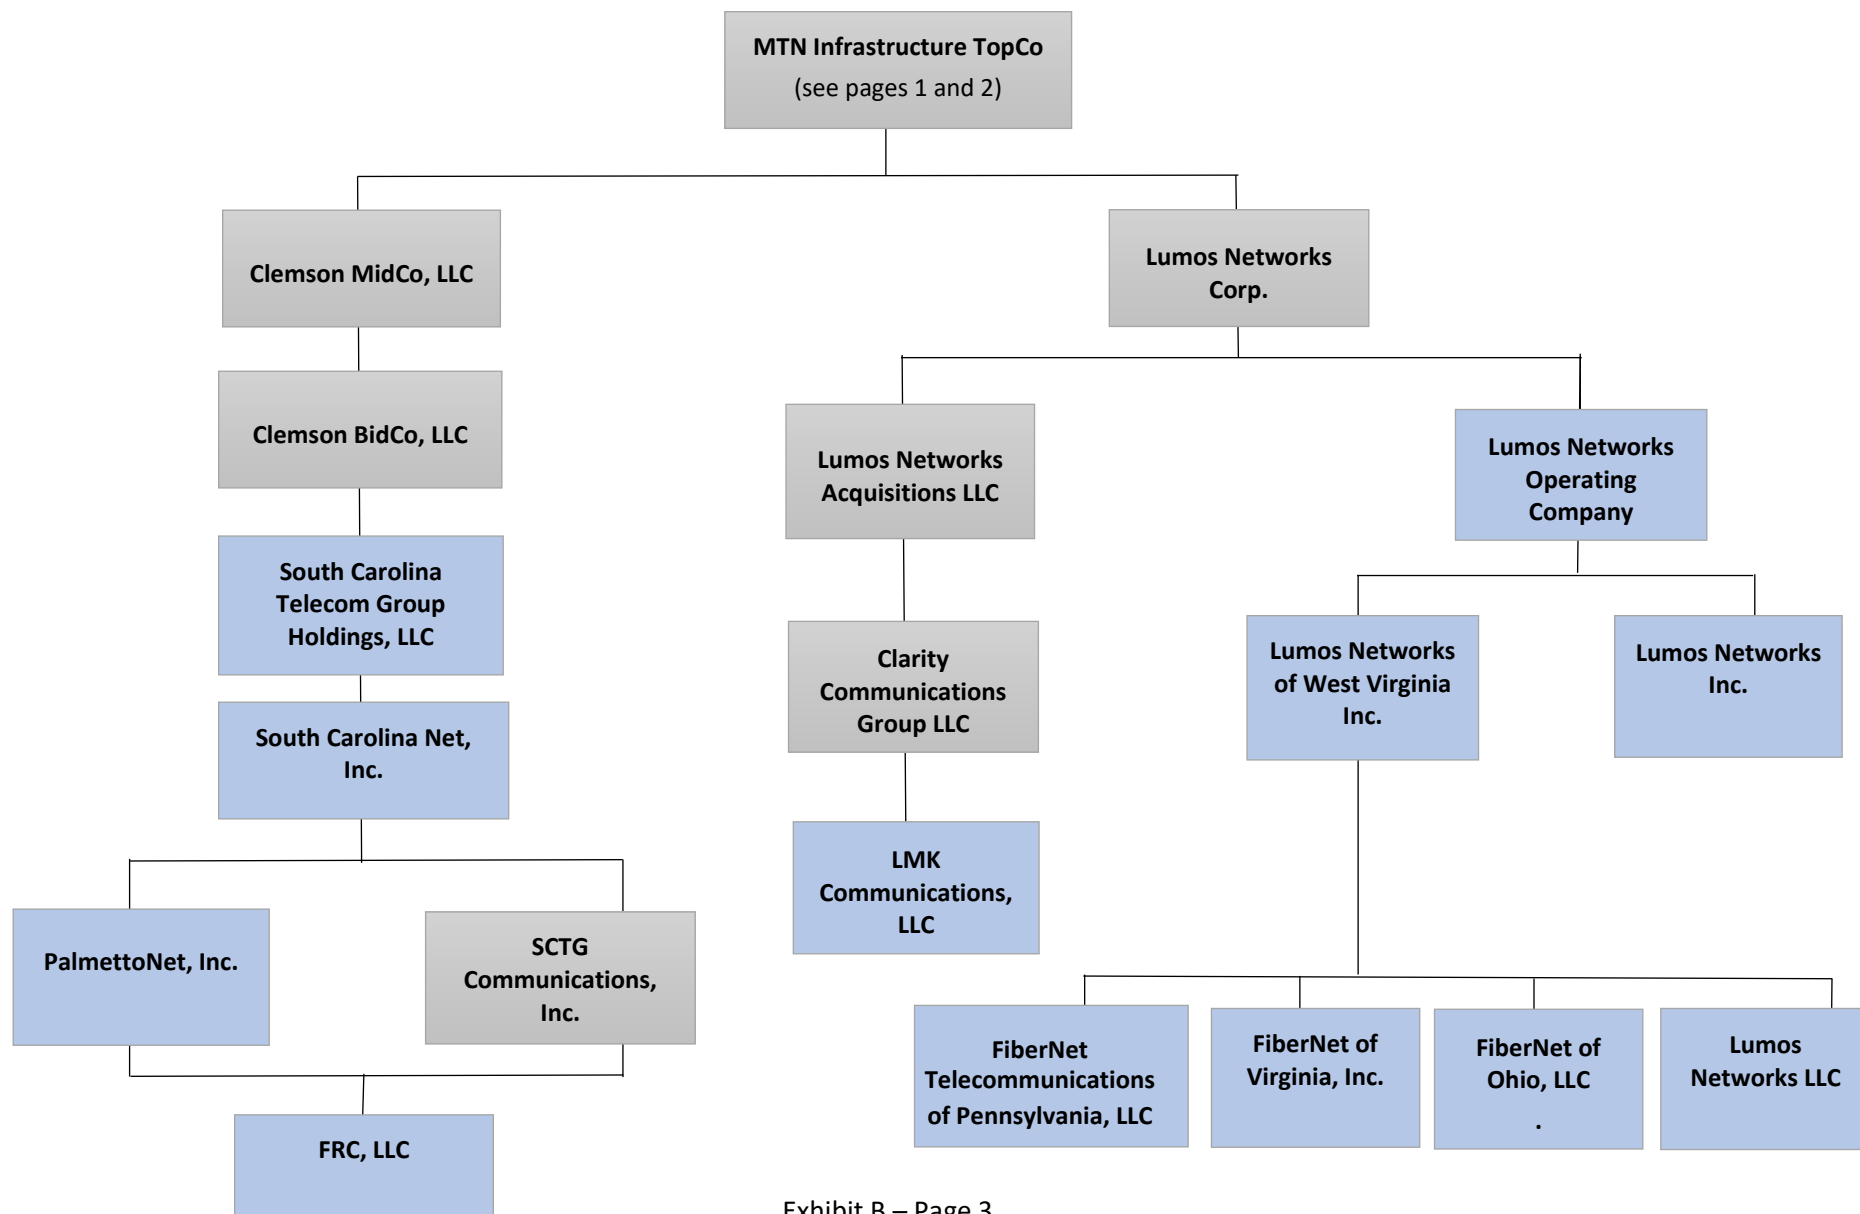 MTN Infrastructure TopCo
(see pages 1 and 2)
Clemson MidCo, LLC
Lumos Networks
Corp.
Clemson BidCo, LLC
Lumos Networks
Acquisitions LLC
Lumos Networks
Operating
Company
South Carolina
Telecom Group
Holdings, LLC
Clarity
Communications
Group LLC
Lumos Networks
of West Virginia
Inc.
Lumos Networks
Inc.
South Carolina Net,
Inc.
LMK
Communications,
LLC
PalmettoNet, Inc.
SCTG
Communications,
Inc.
FiberNet
Telecommunications
of Pennsylvania, LLC
FiberNet of
Virginia, Inc.
FiberNet of
Ohio, LLC
.
Lumos
Networks LLC
FRC, LLC
Exhibit B – Page 3